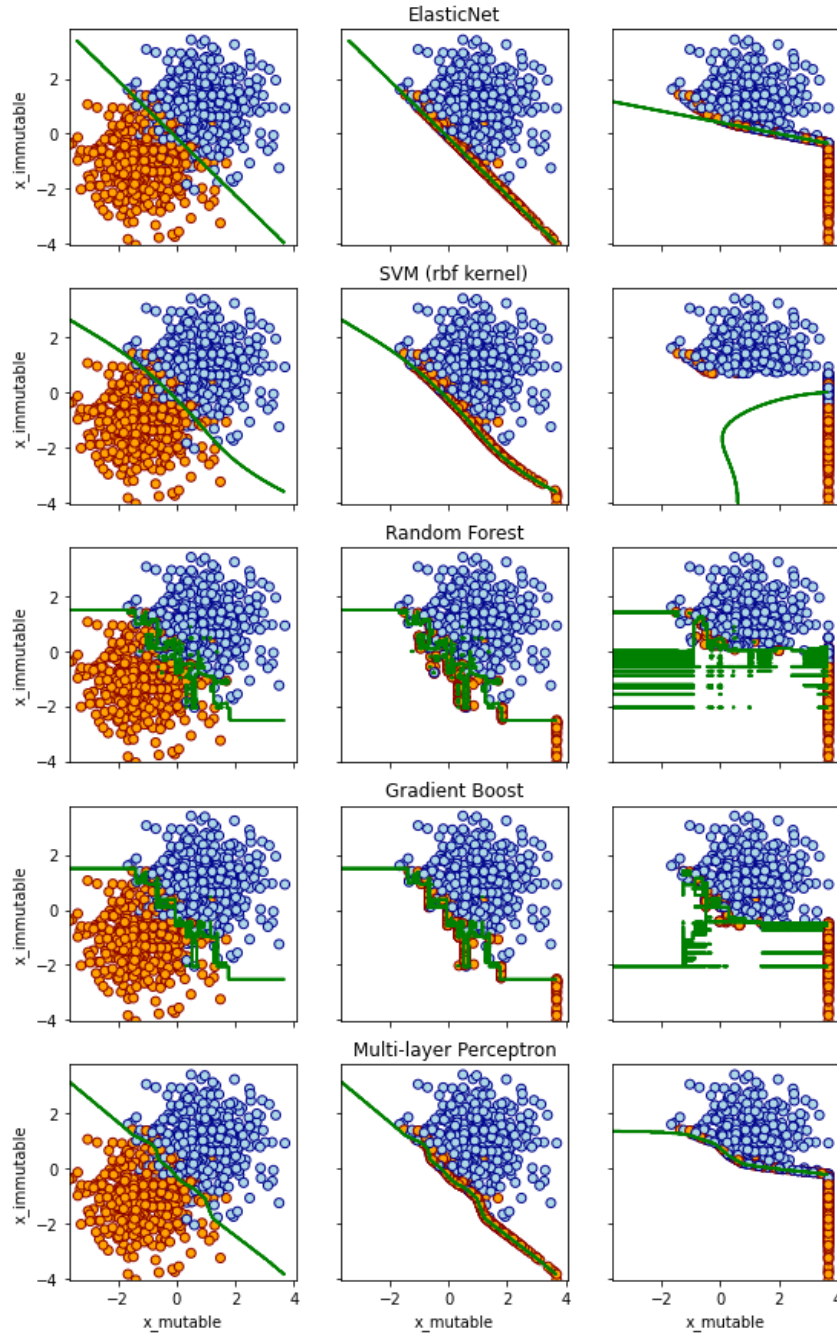 ElasticNet
2
0
−2
−4
x_immutable
SVM (rbf kernel)
2
0
−2
−4
x_immutable
Random Forest
2
0
−2
−4
x_immutable
Gradient Boost
2
0
−2
−4
x_immutable
Multi-layer Perceptron
2
0
−2
−4
x_immutable
−2 0 2 4 −2 0 2 4 −2 0 2 4
x_mutable x_mutable x_mutable